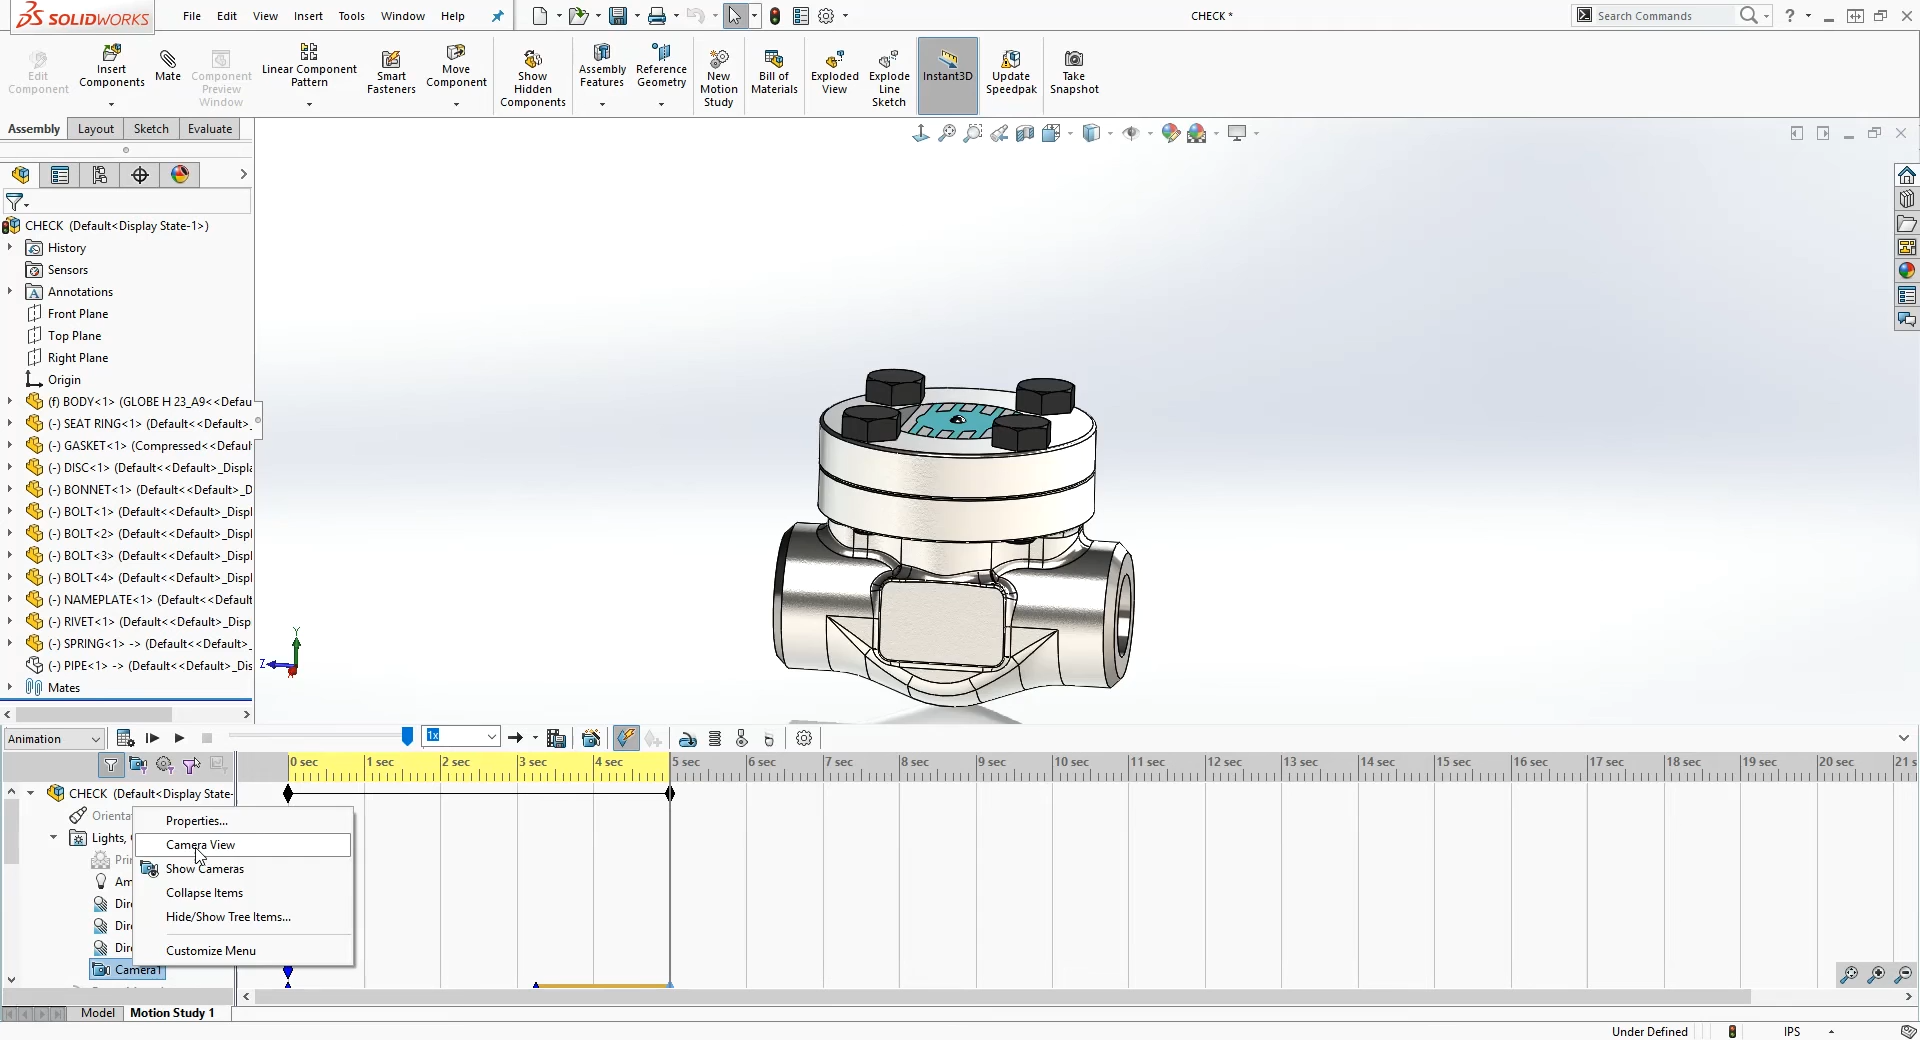 SOLIDWORKS
File Edit View Insert Tools Window Help
CHECK *
Search Commands
Edit Component
Insert Components
Mate
Component Preview Window
Linear Component Pattern
Smart Fasteners
Move Component
Show Hidden Components
Assembly Features
Reference Geometry
New Motion Study
Bill of Materials
Exploded View
Explode Line Sketch
Instant3D
Update Speedpak
Take Snapshot
Assembly Layout Sketch Evaluate
CHECK (Default<Display State-1>)
History
Sensors
Annotations
Front Plane
Top Plane
Right Plane
Origin
(f) BODY<1> (GLOBE H 23_A9<<Defau
(-) SEAT RING<1> (Default<<Default>_
(-) GASKET<1> (Compressed<<Defaul
(-) DISC<1> (Default<<Default>_Displa
(-) BONNET<1> (Default<<Default>_D
(-) BOLT<1> (Default<<Default>_Displ
(-) BOLT<2> (Default<<Default>_Displ
(-) BOLT<3> (Default<<Default>_Displ
(-) BOLT<4> (Default<<Default>_Displ
(-) NAMEPLATE<1> (Default<<Default
(-) RIVET<1> (Default<<Default>_Disp
(-) SPRING<1> -> (Default<<Default>_
(-) PIPE<1> -> (Default<<Default>_Dis
Mates
Y
Z
Animation
1x
0 sec 1 sec 2 sec 3 sec 4 sec 5 sec 6 sec 7 sec 8 sec 9 sec 10 sec 11 sec 12 sec 13 sec 14 sec 15 sec 16 sec 17 sec 18 sec 19 sec 20 sec 21 s
CHECK (Default<Display State-
Orienta
Properties...
Lights,
Camera View
Pri
Show Cameras
Am
Collapse Items
Dire
Hide/Show Tree Items...
Dire
Dire
Customize Menu
Camera1
Model Motion Study 1
Under Defined
IPS